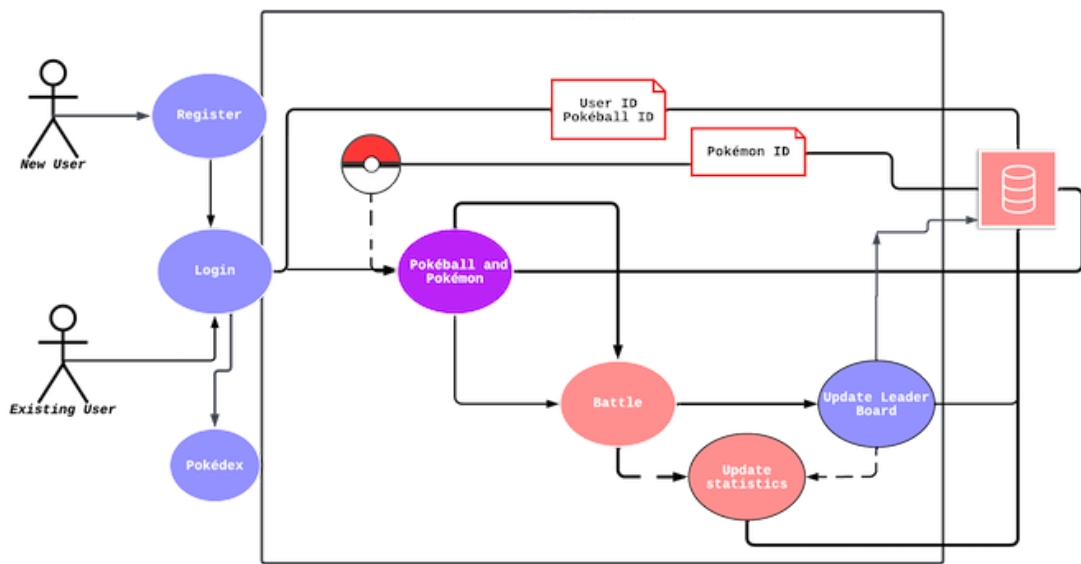 Register
New User
User ID
Pokéball ID
Pokémon ID
Login
Pokéball and
Pokémon
Existing User
Battle
Update Leader
Board
Pokédex
Update
statistics